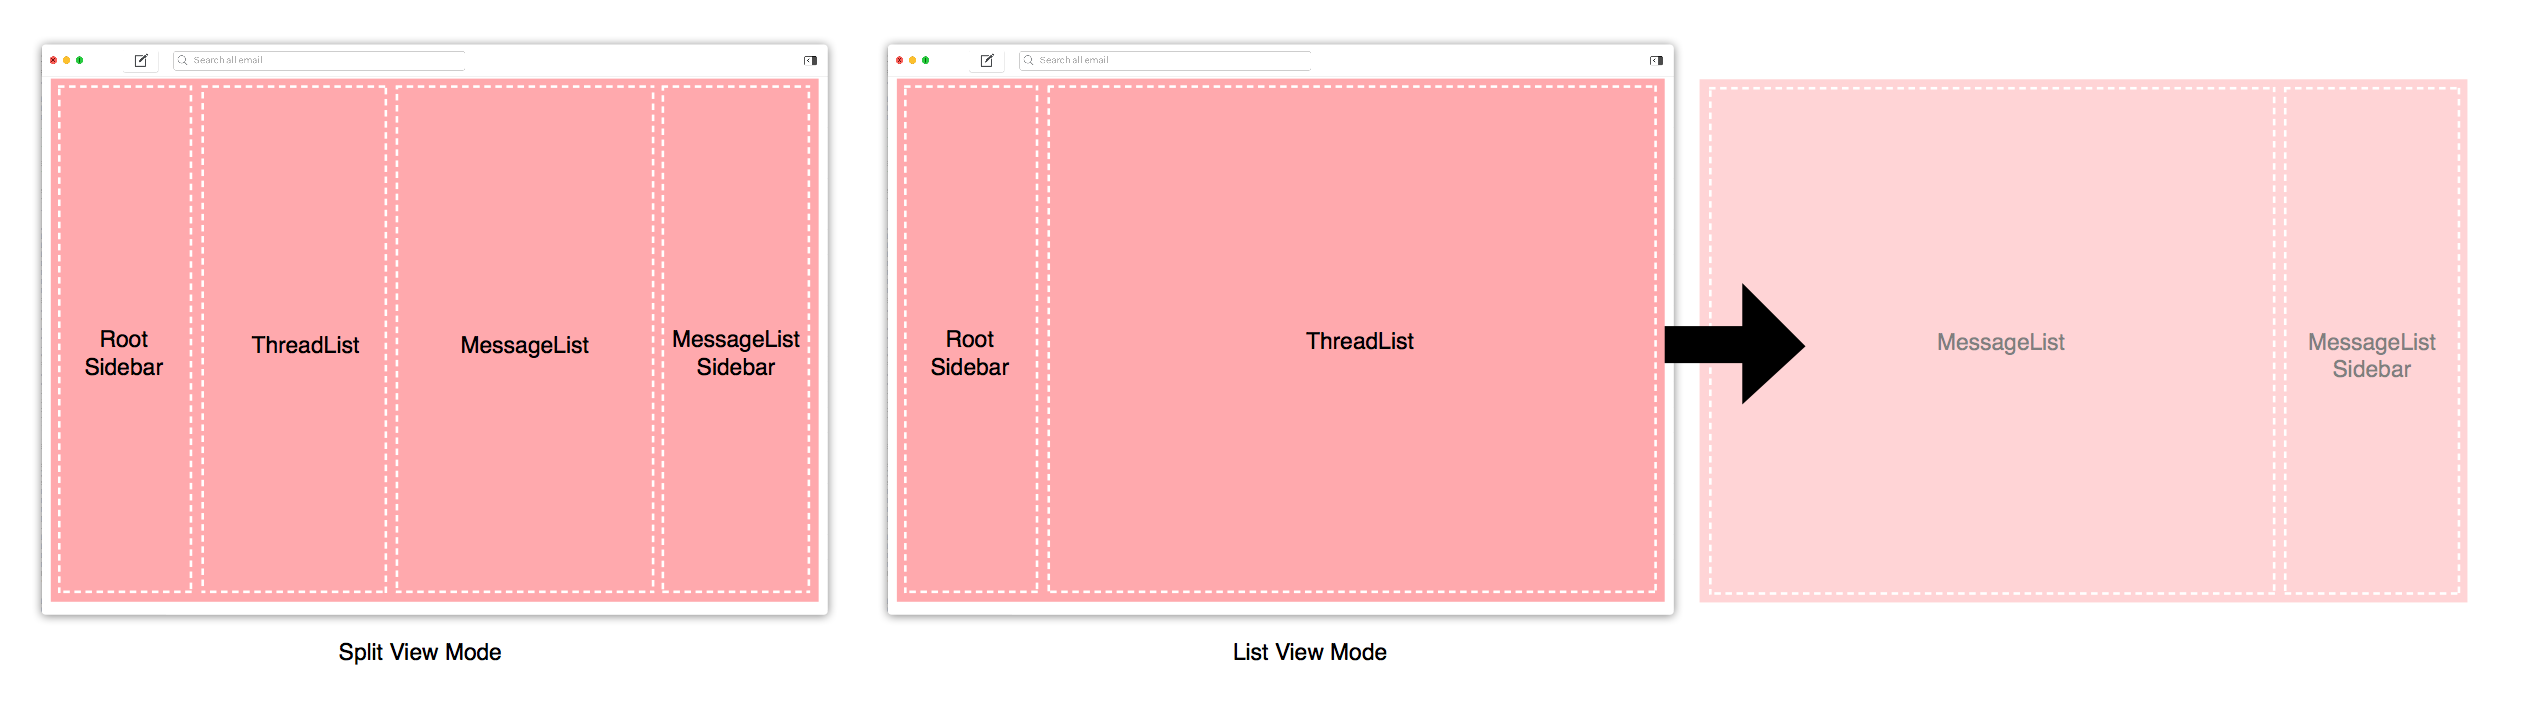 Search all email
Root
Sidebar
ThreadList
MessageList
MessageList
Sidebar
Split View Mode
Search all email
Root
Sidebar
ThreadList
List View Mode
MessageList
MessageList
Sidebar